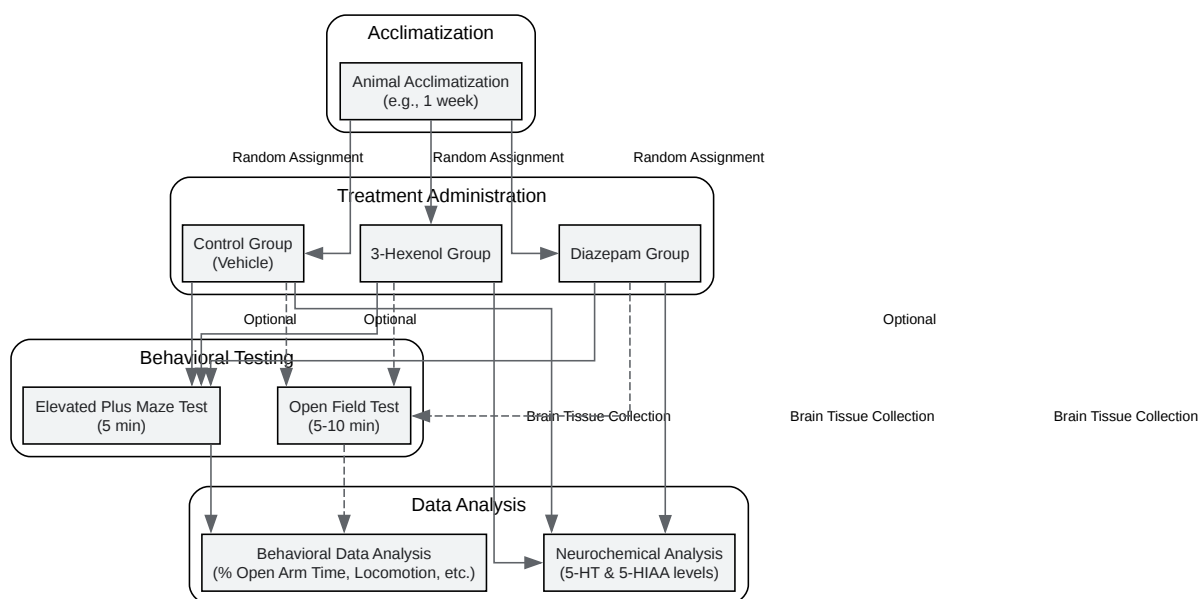 Acclimatization
Animal Acclimatization
(e.g., 1 week)
Random Assignment
Random Assignment
Random Assignment
Treatment Administration
Control Group
(Vehicle)
3-Hexenol Group
Diazepam Group
Optional
Optional
Optional
Behavioral Testing
Elevated Plus Maze Test
(5 min)
Open Field Test
(5-10 min)
Brain Tissue Collection
Brain Tissue Collection
Brain Tissue Collection
Data Analysis
Behavioral Data Analysis
(% Open Arm Time, Locomotion, etc.)
Neurochemical Analysis
(5-HT & 5-HIAA levels)